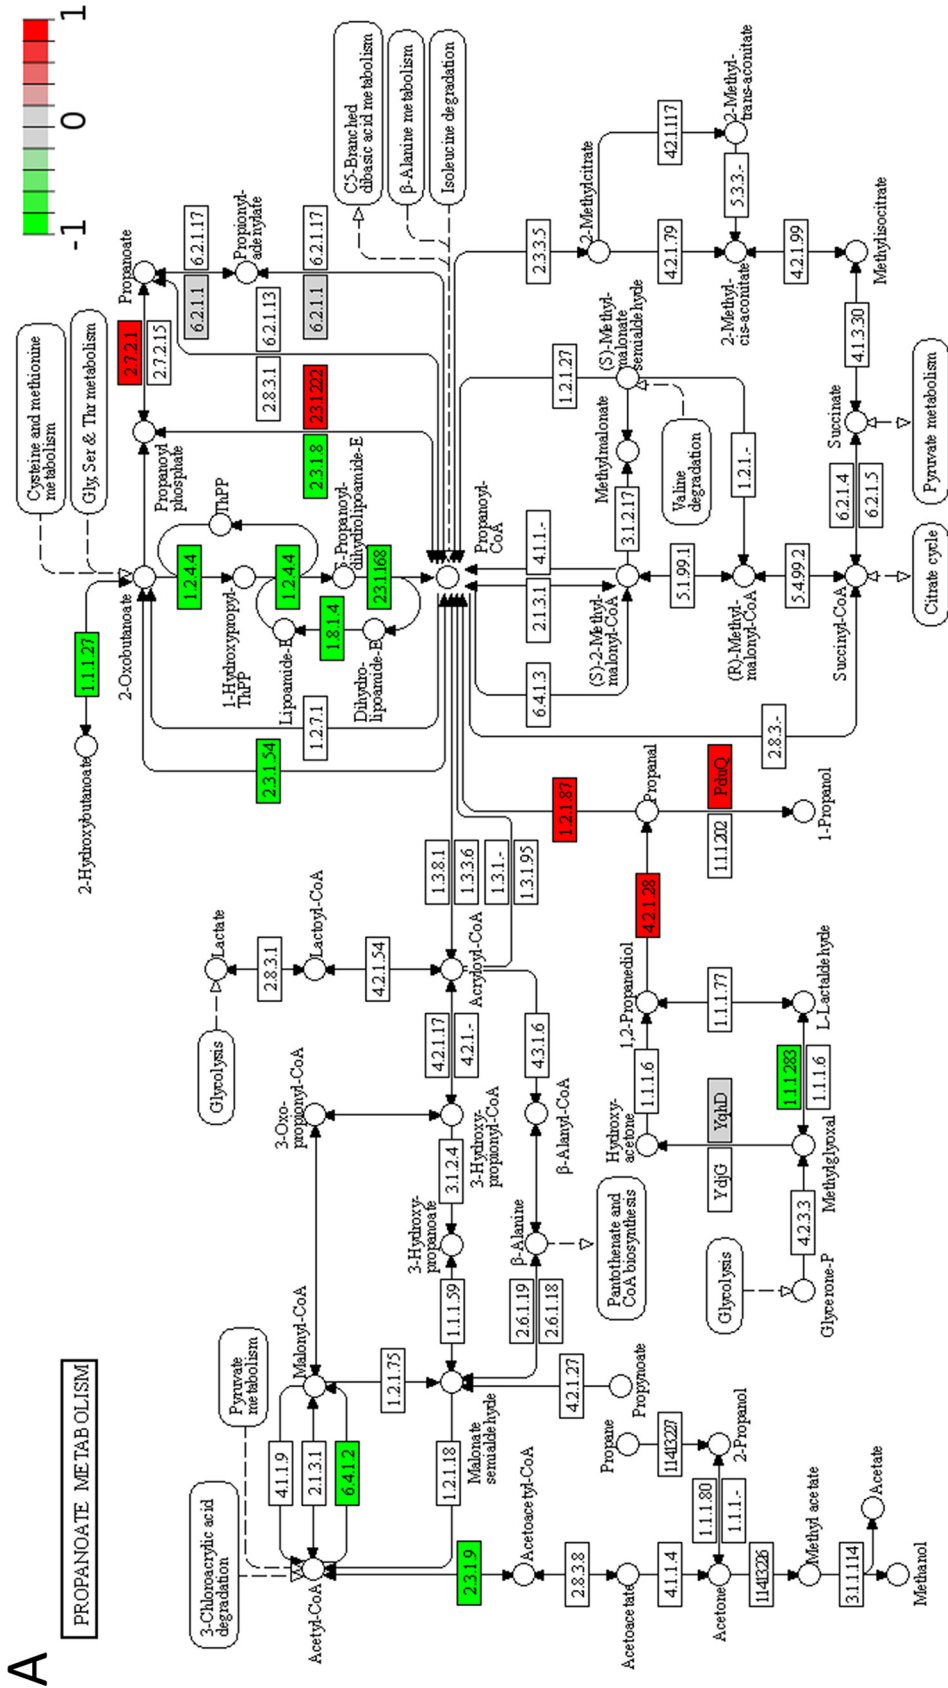 A
PROPANOATE METABOLISM
-1
0
1
3-Chloroacrylic acid
degradation
Pyruvate
metabolism
Acetyl-CoA
4.1.1.9
2.1.3.1
6.4.1.2
Malonyl-CoA
3-Oxo-
propionyl-CoA
1.2.1.75
1.2.1.18
Malonate
semialdehyde
1.1.1.59
3-Hydroxy-
propanoate
3.1.2.4
3-Hydroxy-
propionyl-CoA
4.2.1.17
4.2.1.-
Acryloyl-CoA
Glycolysis
Lactate
2.8.3.1
Lactoyl-CoA
4.2.1.54
1.3.8.1
1.3.3.6
1.3.1.-
1.3.1.95
4.3.1.6
β-Alanyl-CoA
β-Alanine
2.6.1.19
2.6.1.18
Pantothenate and
CoA biosynthesis
4.2.1.27
Propynoate
2.3.1.9
Acetoacetyl-CoA
2.8.3.8
Acetoacetate
4.1.1.4
Acetone
Propane
1.14.13.227
2-Propanol
1.1.1.80
1.1.1.-
1.14.13.226
Methyl acetate
3.1.1.114
Acetate
Methanol
Glycolysis
Glycerone-P
4.2.3.3
Methylglyoxal
YdjG
YqhD
Hydroxy-
acetone
1.1.1.6
1,2-Propanediol
1.1.1.283
1.1.1.6
L-Lactaldehyde
1.1.1.77
4.2.1.28
Propanal
1.2.1.87
1.1.1.202
PduQ
1-Propanol
2-Hydroxybutanoate
1.1.1.27
2-Oxobutanoate
Cysteine and methionine
metabolism
Gly, Ser & Thr metabolism
2.3.1.54
1.2.7.1
1.2.4.4
ThPP
1-Hydroxypropyl-
ThPP
1.2.4.4
Lipoamide-E
1.8.1.4
Dihydro-
lipoamide-E
S-Propanoyl-
dihydrolipoamide-E
2.3.1.168
Propanoyl
phosphate
2.7.2.1
2.7.2.15
Propanoate
2.3.1.8
2.3.1.222
2.8.3.1
6.2.1.13
6.2.1.1
6.2.1.17
Propionyl-
adenylate
6.2.1.1
6.2.1.17
C5-Branched
dibasic acid metabolism
β-Alanine metabolism
Isoleucine degradation
Propanoyl-
CoA
6.4.1.3
2.1.3.1
4.1.1.-
(S)-2-Methyl-
malonyl-CoA
3.1.2.17
Methylmalonate
(S)-Methyl-
malonate
semialdehyde
1.2.1.27
Valine
degradation
1.2.1.-
5.1.99.1
(R)-Methyl-
malonyl-CoA
5.4.99.2
Succinyl-CoA
2.8.3.-
Citrate cycle
6.2.1.4
6.2.1.5
Succinate
Pyruvate metabolism
4.1.3.30
Methylisocitrate
4.2.1.99
2-Methyl-
cis-aconitate
4.2.1.79
2-Methylcitrate
2.3.3.5
4.2.1.117
2-Methyl-
trans-aconitate
5.3.3.-